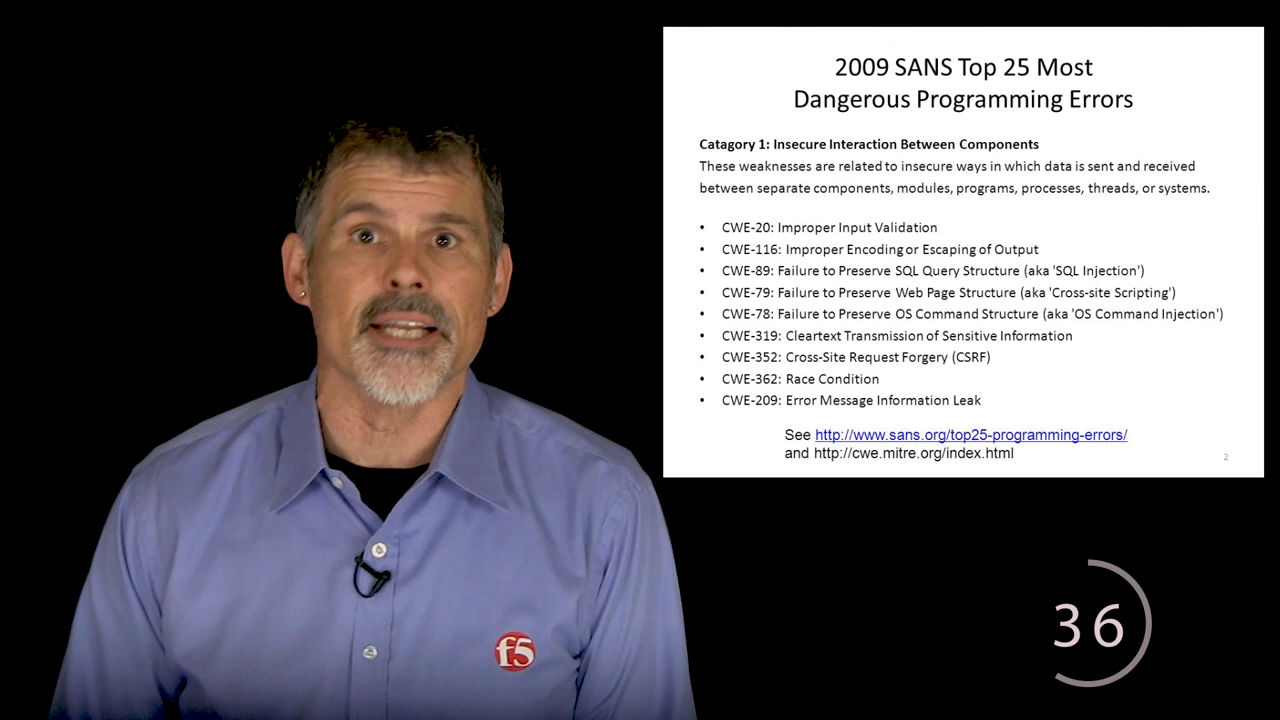 2009 SANS Top 25 Most
Dangerous Programming Errors
Catagory 1: Insecure Interaction Between Components
These weaknesses are related to insecure ways in which data is sent and received
between separate components, modules, programs, processes, threads, or systems.
• CWE-20: Improper Input Validation
• CWE-116: Improper Encoding or Escaping of Output
• CWE-89: Failure to Preserve SQL Query Structure (aka 'SQL Injection')
• CWE-79: Failure to Preserve Web Page Structure (aka 'Cross-site Scripting')
• CWE-78: Failure to Preserve OS Command Structure (aka 'OS Command Injection')
• CWE-319: Cleartext Transmission of Sensitive Information
• CWE-352: Cross-Site Request Forgery (CSRF)
• CWE-362: Race Condition
• CWE-209: Error Message Information Leak
See http://www.sans.org/top25-programming-errors/
and http://cwe.mitre.org/index.html
2
36
f5